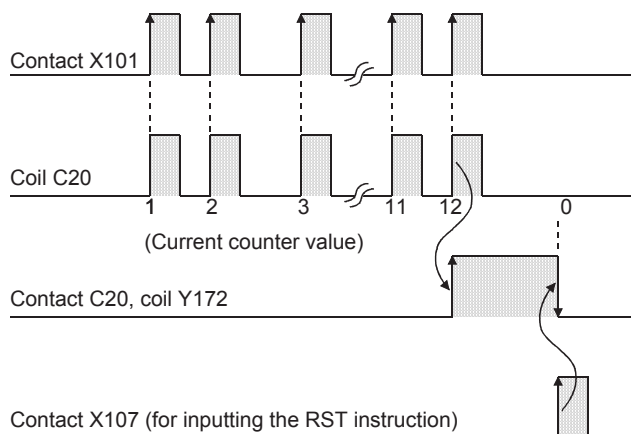 Contact X101
Coil C20
1 2 3 11 12 0
(Current counter value)
Contact C20, coil Y172
Contact X107 (for inputting the RST instruction)